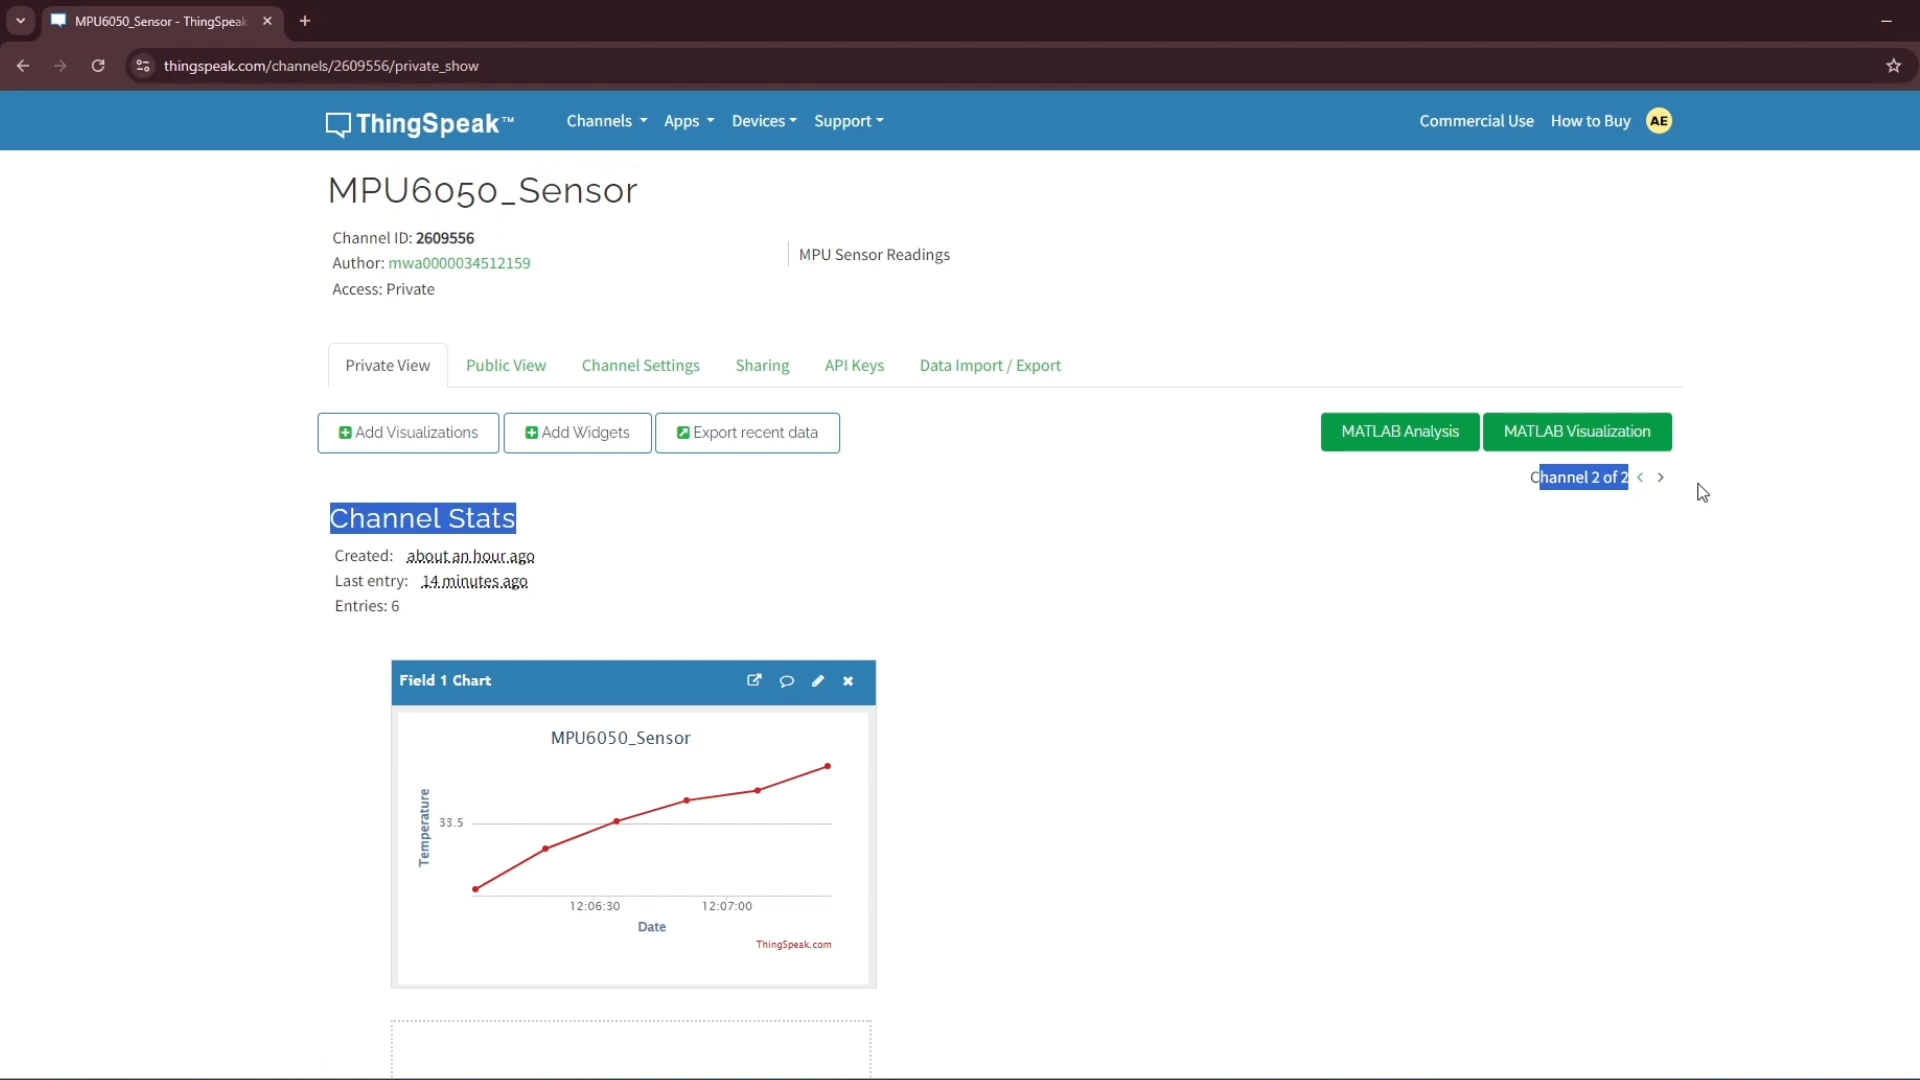 MPU6050_Sensor - ThingSpeak
thingspeak.com/channels/2609556/private_show
ThingSpeak™
Channels
Apps
Devices
Support
Commercial Use
How to Buy
AE
MPU6050_Sensor
Channel ID: 2609556
Author: mwa0000034512159
Access: Private
MPU Sensor Readings
Private View
Public View
Channel Settings
Sharing
API Keys
Data Import / Export
Add Visualizations
Add Widgets
Export recent data
MATLAB Analysis
MATLAB Visualization
Channel 2 of 2 < >
Channel Stats
Created: about an hour ago
Last entry: 14 minutes ago
Entries: 6
Field 1 Chart
MPU6050_Sensor
Temperature
33.5
12:06:30
12:07:00
Date
ThingSpeak.com